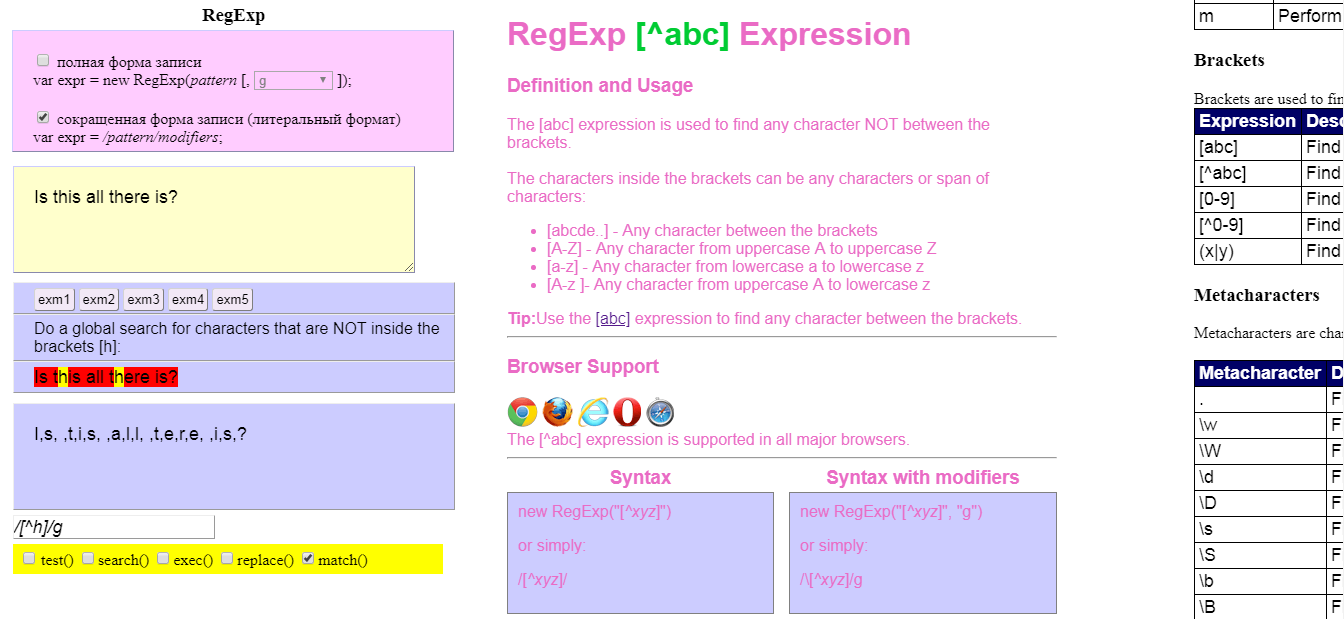 RegExp
полная форма записи
var expr = new RegExp(pattern [, g ]);
сокращенная форма записи (литеральный формат)
var expr = /pattern/modifiers;
Is this all there is?
exm1 exm2 exm3 exm4 exm5
Do a global search for characters that are NOT inside the
brackets [h]:
Is this all there is?
I,s, ,t,i,s, ,a,l,l, ,t,e,r,e, ,i,s,?
/[^h]/g
test() search() exec() replace() match()
RegExp [^abc] Expression
Definition and Usage
The [abc] expression is used to find any character NOT between the
brackets.
The characters inside the brackets can be any characters or span of
characters:
• [abcde..] - Any character between the brackets
• [A-Z] - Any character from uppercase A to uppercase Z
• [a-z] - Any character from lowercase a to lowercase z
• [A-z ]- Any character from uppercase A to lowercase z
Tip:Use the [abc] expression to find any character between the brackets.
Browser Support
The [^abc] expression is supported in all major browsers.
Syntax
new RegExp("[^xyz]")
or simply:
/[^xyz]/
Syntax with modifiers
new RegExp("[^xyz]", "g")
or simply:
/\[^xyz]/g
m Perform
Brackets
Brackets are used to fin
Expression Desc
[abc] Find
[^abc] Find
[0-9] Find
[^0-9] Find
(x|y) Find
Metacharacters
Metacharacters are cha
Metacharacter D
. F
\w F
\W F
\d F
\D F
\s F
\S F
\b F
\B F